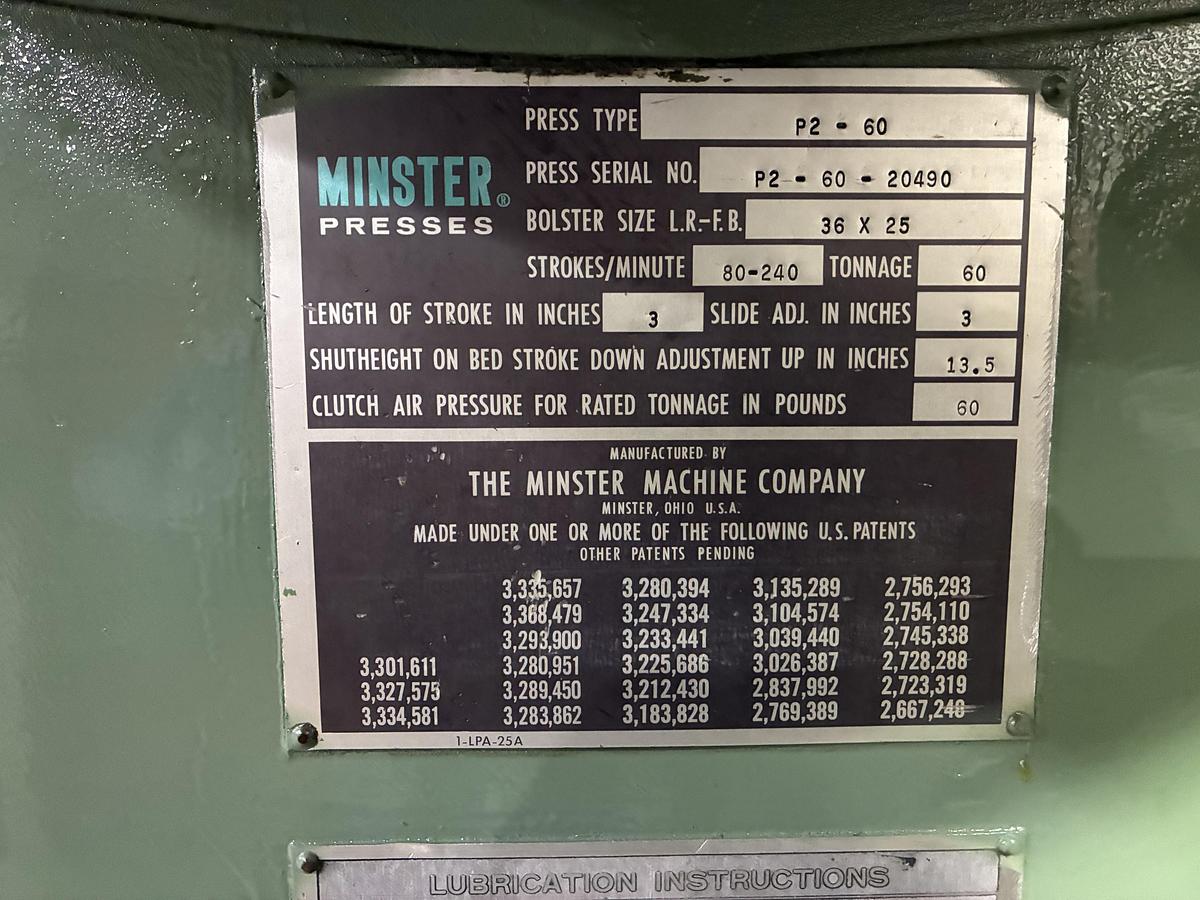 MINSTER®
PRESSES
PRESS TYPE P2 - 60
PRESS SERIAL NO. P2 - 60 - 20490
BOLSTER SIZE L.R.-F.B. 36 X 25
STROKES/MINUTE 80-240 TONNAGE 60
LENGTH OF STROKE IN INCHES 3 SLIDE ADJ. IN INCHES 3
SHUTHEIGHT ON BED STROKE DOWN ADJUSTMENT UP IN INCHES 13.5
CLUTCH AIR PRESSURE FOR RATED TONNAGE IN POUNDS 60
MANUFACTURED BY
THE MINSTER MACHINE COMPANY
MINSTER, OHIO U.S.A.
MADE UNDER ONE OR MORE OF THE FOLLOWING U.S. PATENTS
OTHER PATENTS PENDING
3,335,657 3,280,394 3,135,289 2,756,293
3,368,479 3,247,334 3,104,574 2,754,110
3,293,900 3,233,441 3,039,440 2,745,338
3,301,611 3,280,951 3,225,686 3,026,387 2,728,288
3,327,575 3,289,450 3,212,430 2,837,992 2,723,319
3,334,581 3,283,862 3,183,828 2,769,389 2,667,248
1-LPA-25A
LUBRICATION INSTRUCTIONS